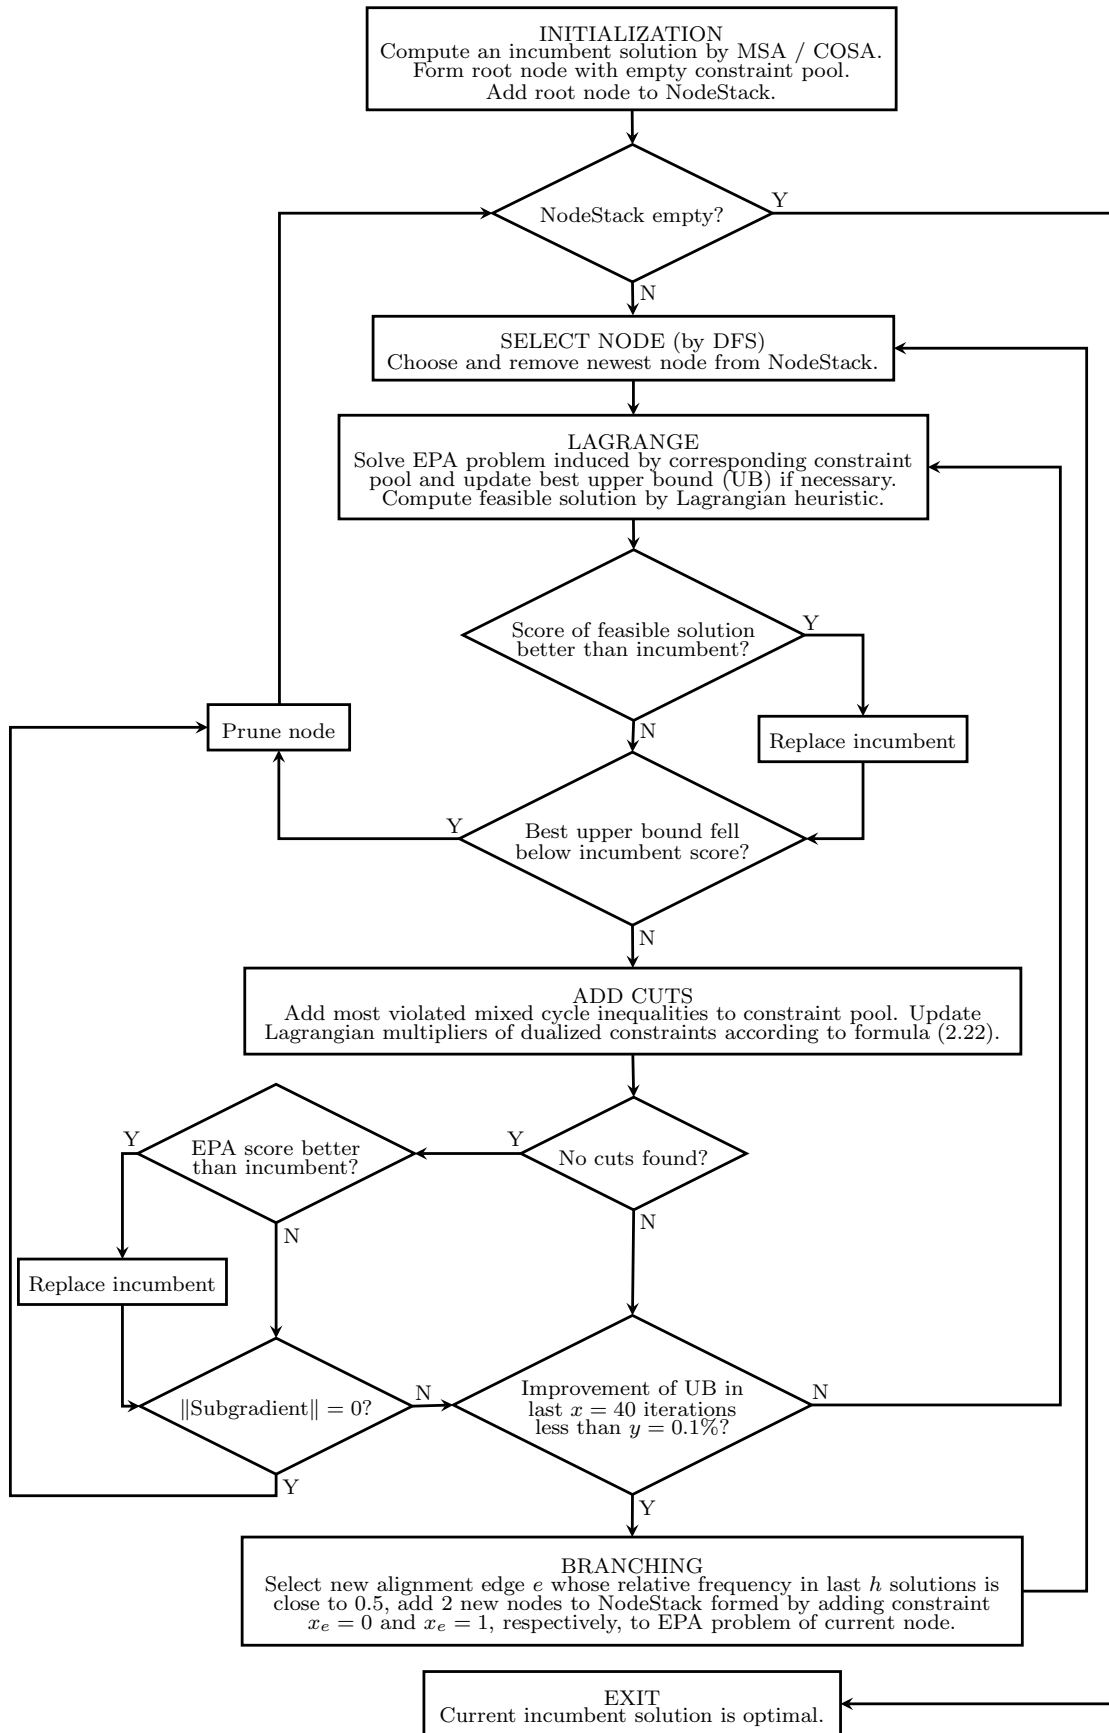 INITIALIZATION
Compute an incumbent solution by MSA / COSA.
Form root node with empty constraint pool.
Add root node to NodeStack.
Y
NodeStack empty?
N
SELECT NODE (by DFS)
Choose and remove newest node from NodeStack.
LAGRANGE
Solve EPA problem induced by corresponding constraint
pool and update best upper bound (UB) if necessary.
Compute feasible solution by Lagrangian heuristic.
Y
Score of feasible solution
better than incumbent?
N
Prune node
Replace incumbent
Y
Best upper bound fell
below incumbent score?
N
ADD CUTS
Add most violated mixed cycle inequalities to constraint pool. Update
Lagrangian multipliers of dualized constraints according to formula (2.22).
Y
EPA score better
than incumbent?
Y
No cuts found?
N
N
Replace incumbent
‖Subgradient‖ = 0?
N
Improvement of UB in
last x = 40 iterations
less than y = 0.1%?
N
Y
Y
BRANCHING
Select new alignment edge e whose relative frequency in last h solutions is
close to 0.5, add 2 new nodes to NodeStack formed by adding constraint
x_e = 0 and x_e = 1, respectively, to EPA problem of current node.
EXIT
Current incumbent solution is optimal.